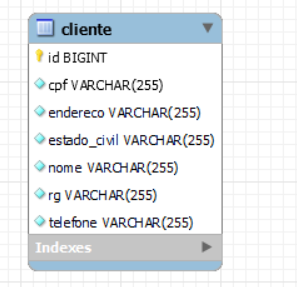 cliente
id BIGINT
cpf VARCHAR(255)
endereco VARCHAR(255)
estado_civil VARCHAR(255)
nome VARCHAR(255)
rg VARCHAR(255)
telefone VARCHAR(255)
Indexes